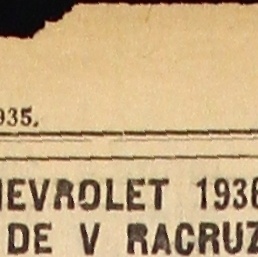 935.
HEVROLET 1936
DE V RACRUZ